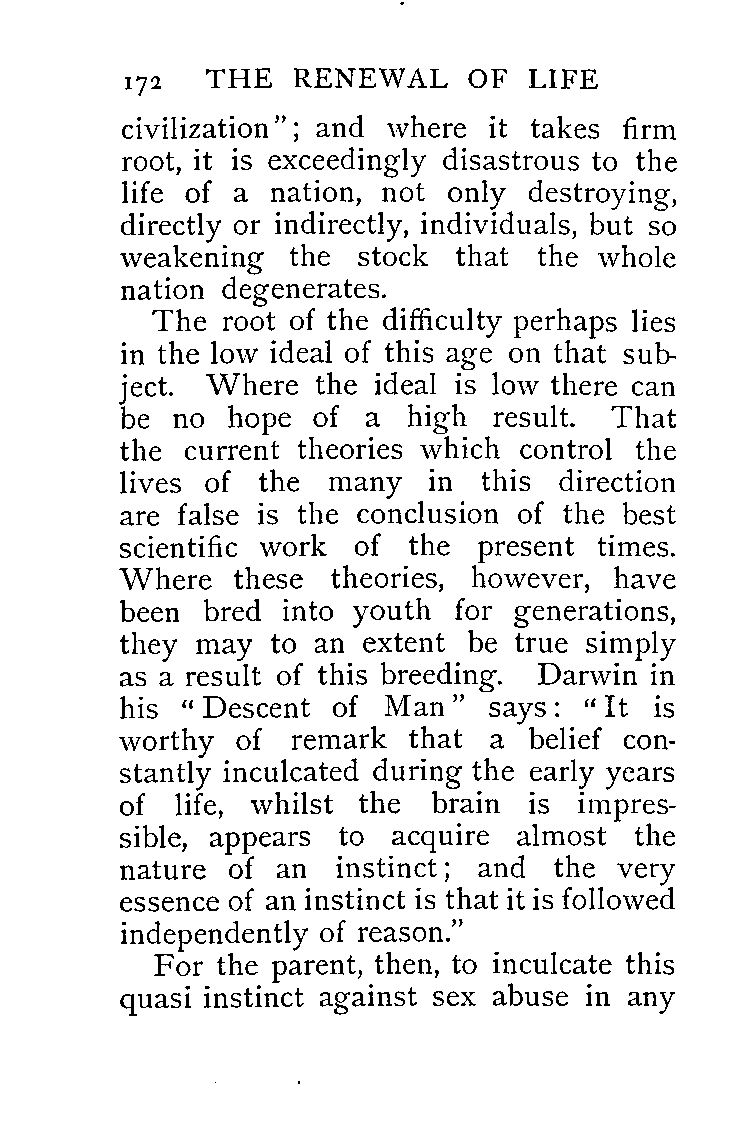 172 THE RENEWAL OF LIFE
civilization"; and where it takes firm
root, it is exceedingly disastrous to the
life of a nation, not only destroying,
directly or indirectly, individuals, but so
weakening the stock that the whole
nation degenerates.
The root of the difficulty perhaps lies
in the low ideal of this age on that sub-
ject. Where the ideal is low there can
be no hope of a high result. That
the current theories which control the
lives of the many in this direction
are false is the conclusion of the best
scientific work of the present times.
Where these theories, however, have
been bred into youth for generations,
they may to an extent be true simply
as a result of this breeding. Darwin in
his "Descent of Man" says: "It is
worthy of remark that a belief con-
stantly inculcated during the early years
of life, whilst the brain is impres-
sible, appears to acquire almost the
nature of an instinct; and the very
essence of an instinct is that it is followed
independently of reason."
For the parent, then, to inculcate this
quasi instinct against sex abuse in any